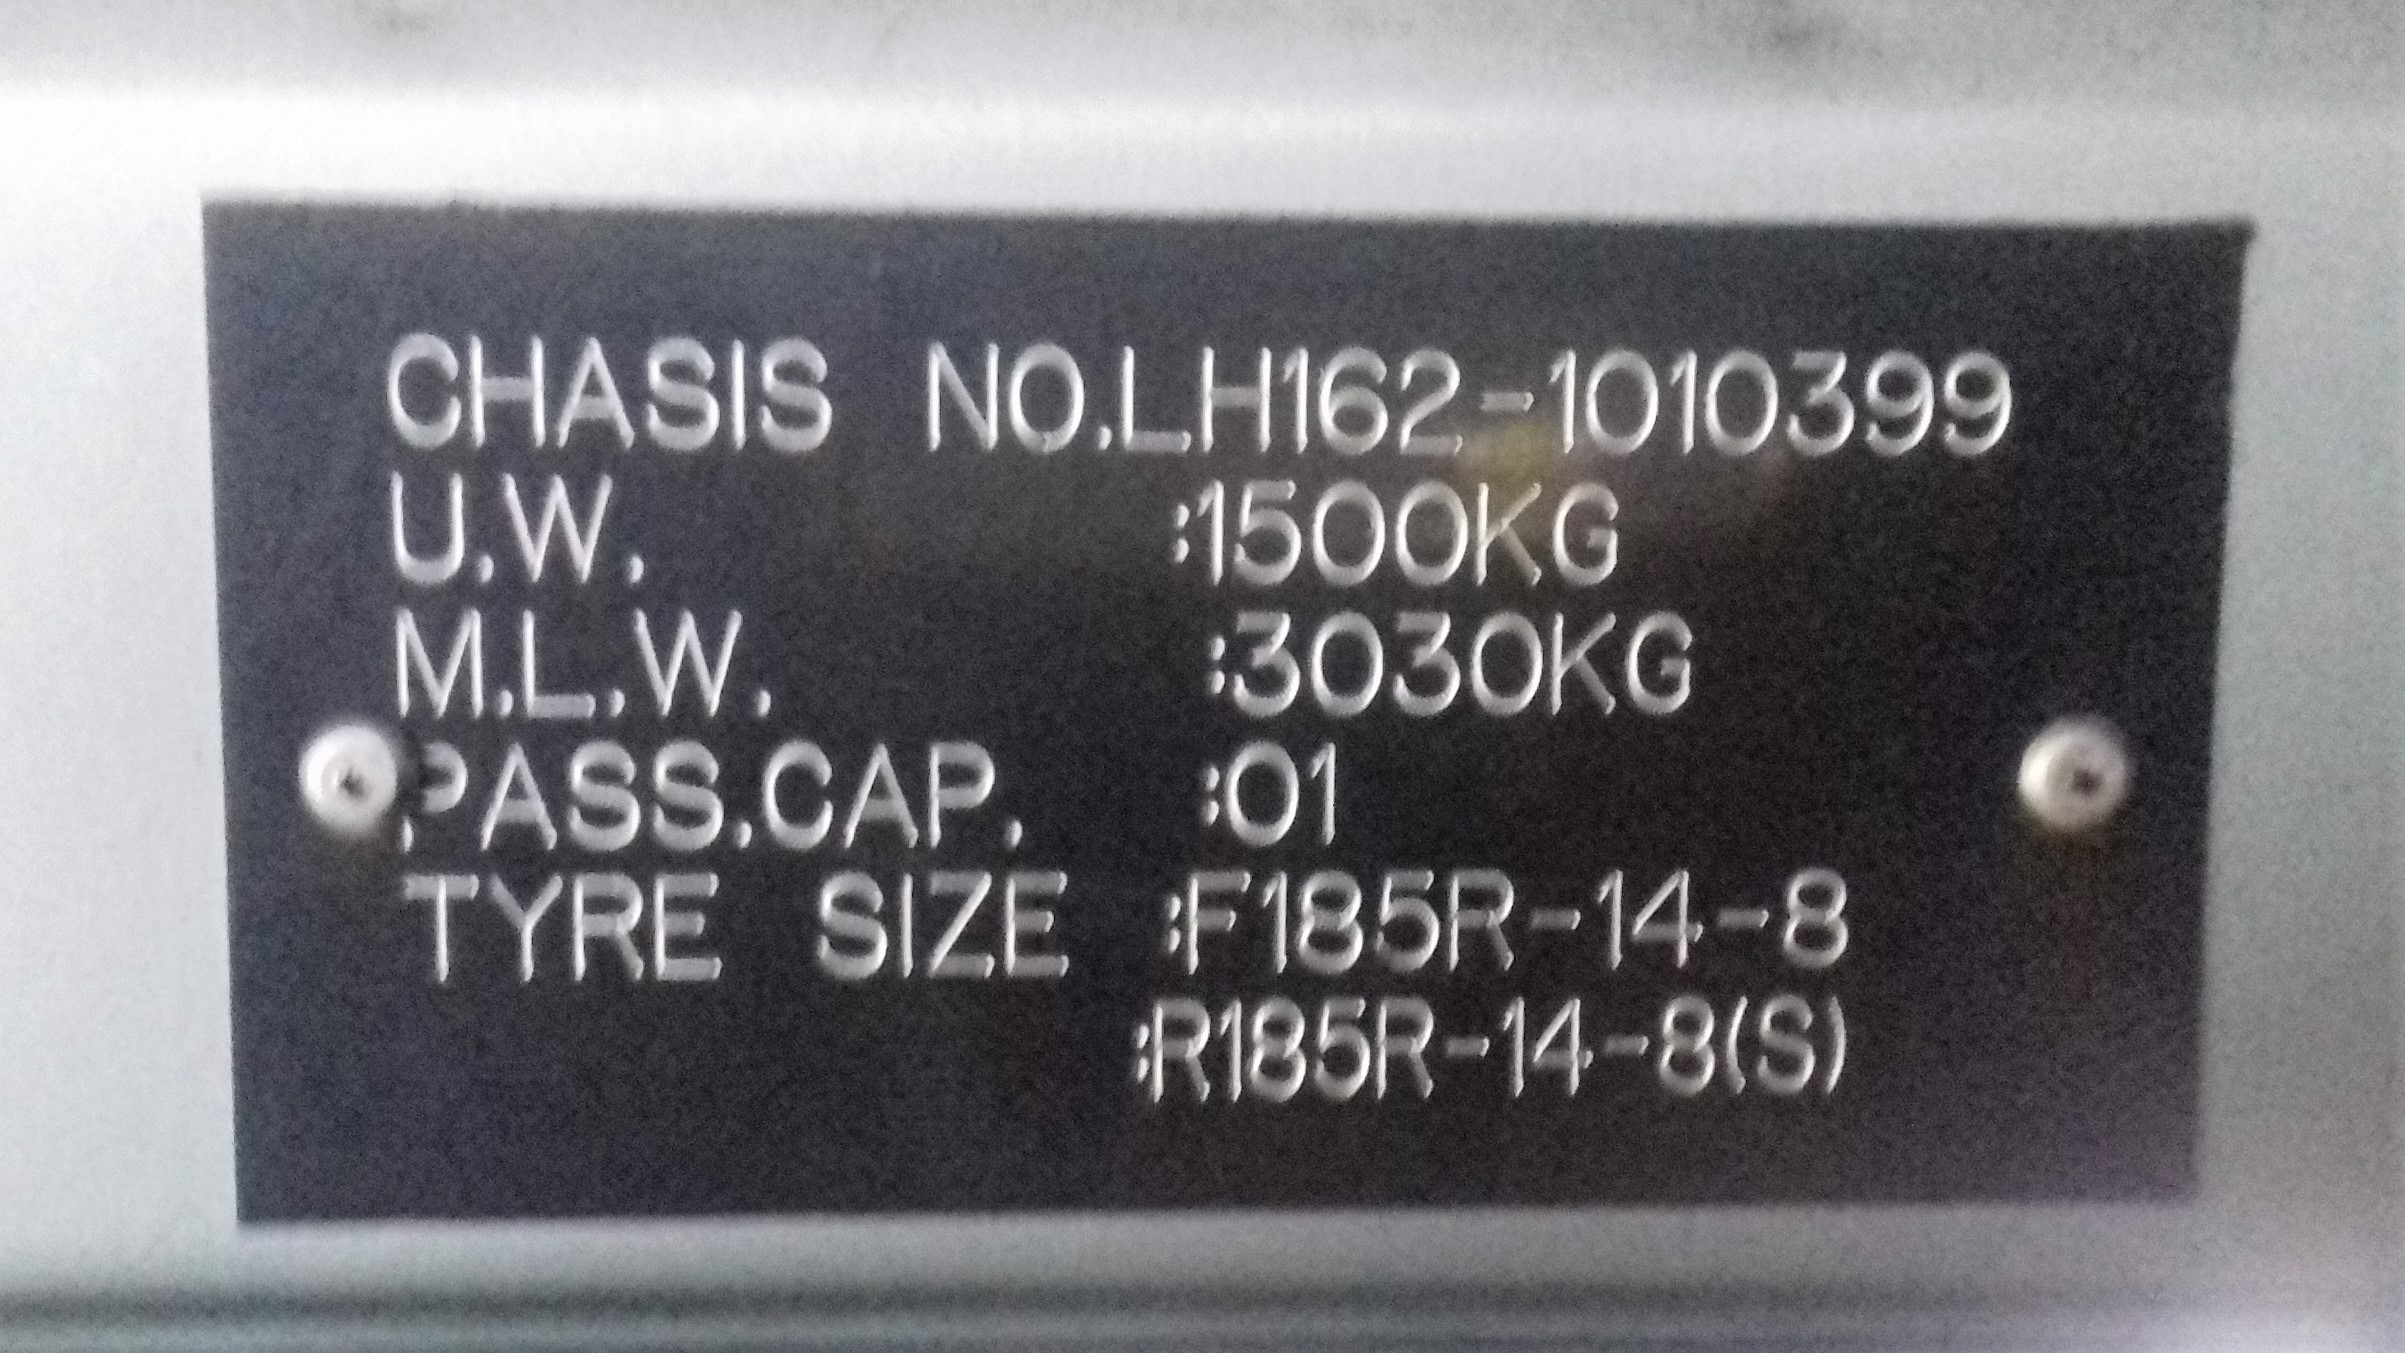 CHASIS NO.LH162-1010399
U.W. :1500KG
M.L.W. :3030KG
PASS.CAP. :01
TYRE SIZE :F185R-14-8
:R185R-14-8(S)